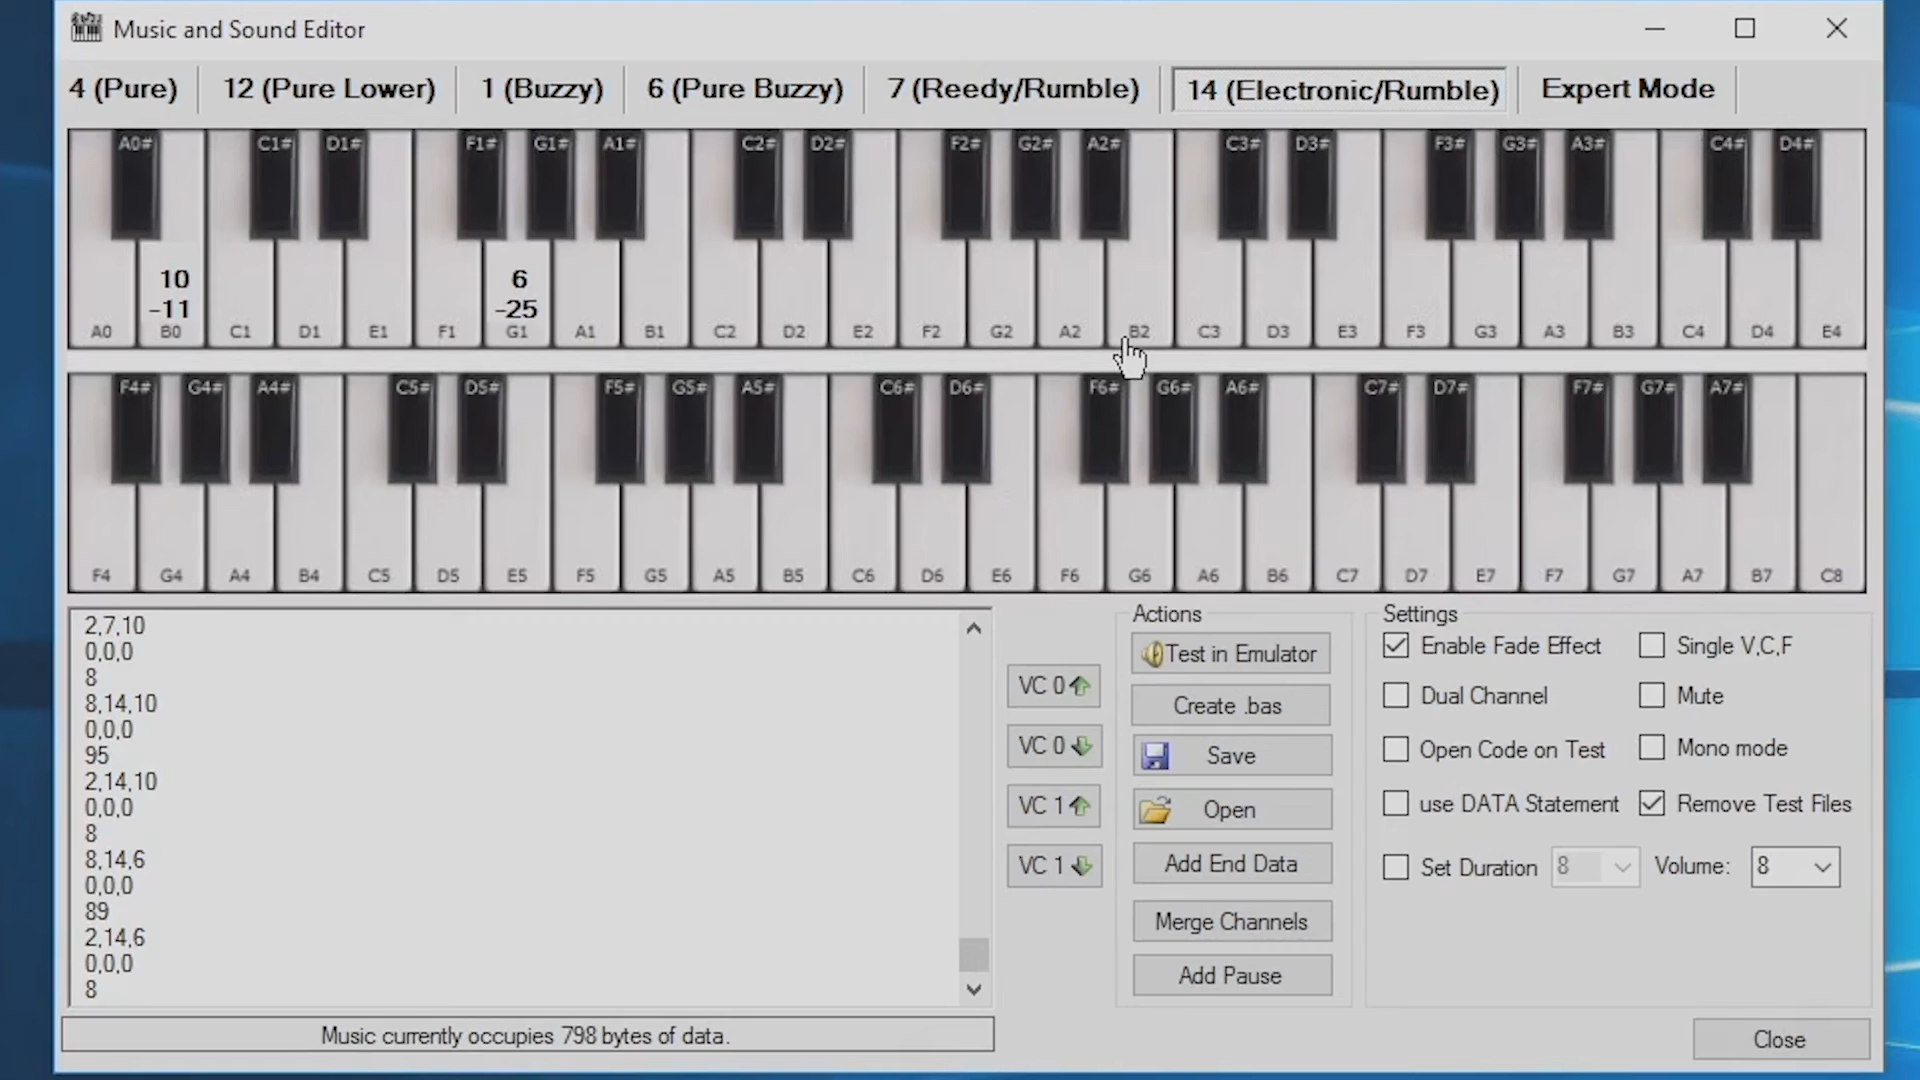 Music and Sound Editor
4 (Pure) 12 (Pure Lower) 1 (Buzzy) 6 (Pure Buzzy) 7 (Reedy/Rumble) 14 (Electronic/Rumble) Expert Mode
A0# C1# D1# F1# G1# A1# C2# D2# F2# G2# A2# C3# D3# F3# G3# A3# C4# D4#
10 6
-11 -25
A0 B0 C1 D1 E1 F1 G1 A1 B1 C2 D2 E2 F2 G2 A2 B2 C3 D3 E3 F3 G3 A3 B3 C4 D4 E4
F4# G4# A4# C5# D5# F5# G5# A5# C6# D6# F6# G6# A6# C7# D7# F7# G7# A7#
F4 G4 A4 B4 C5 D5 E5 F5 G5 A5 B5 C6 D6 E6 F6 G6 A6 B6 C7 D7 E7 F7 G7 A7 B7 C8
2,7,10
0,0,0
8
8,14,10
0,0,0
95
2,14,10
0,0,0
8
8,14,6
0,0,0
89
2,14,6
0,0,0
8
VC 0
VC 0
VC 1
VC 1
Actions
Test in Emulator
Create .bas
Save
Open
Add End Data
Merge Channels
Add Pause
Settings
Enable Fade Effect Single V,C,F
Dual Channel Mute
Open Code on Test Mono mode
use DATA Statement Remove Test Files
Set Duration 8 Volume: 8
Music currently occupies 798 bytes of data.
Close